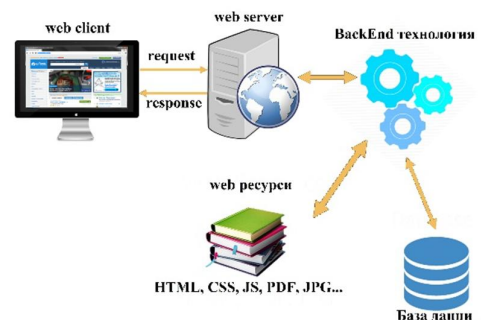 web client
web server
BackEnd технология
request
response
web ресурси
HTML, CSS, JS, PDF, JPG...
База данни